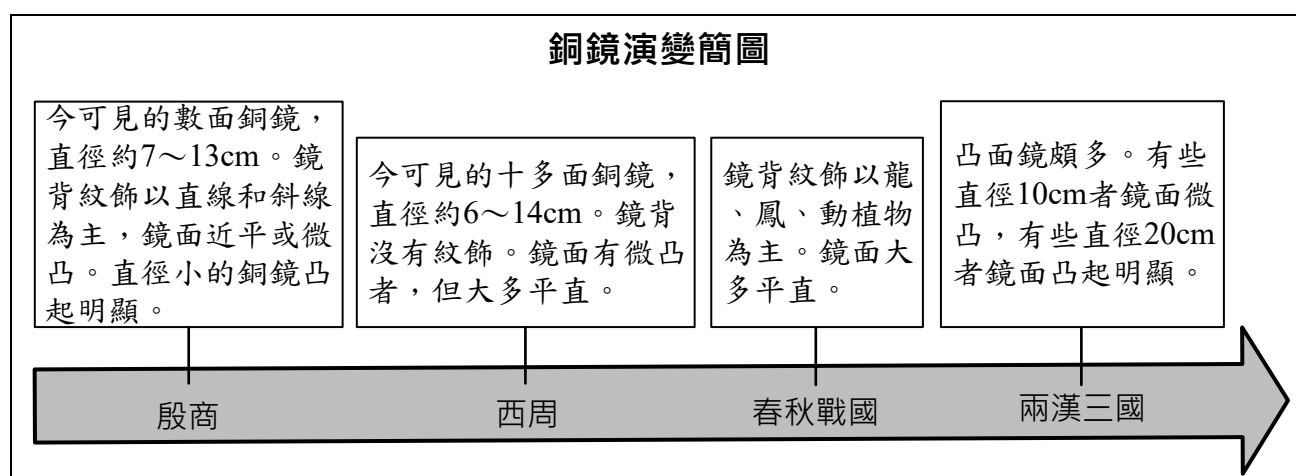 銅鏡演變簡圖
今可見的數面銅鏡，
直徑約7～13cm。鏡
背紋飾以直線和斜線
為主，鏡面近平或微
凸。直徑小的銅鏡凸
起明顯。
今可見的十多面銅鏡，
直徑約6～14cm。鏡背
沒有紋飾。鏡面有微凸
者，但大多平直。
鏡背紋飾以龍
、鳳、動植物
為主。鏡面大
多平直。
凸面鏡頗多。有些
直徑10cm者鏡面微
凸，有些直徑20cm
者鏡面凸起明顯。
殷商
西周
春秋戰國
兩漢三國